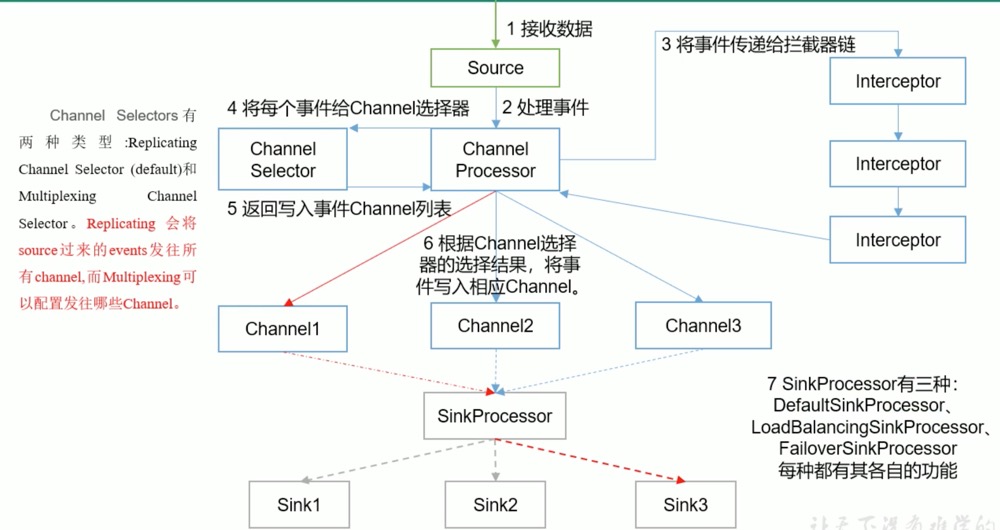 1 接收数据
Source
2 处理事件
3 将事件传递给拦截器链
Interceptor
Interceptor
Interceptor
4 将每个事件给Channel选择器
Channel
Selector
Channel
Processor
5 返回写入事件Channel列表
Channel Selectors有
两种类型:Replicating
Channel Selector (default)和
Multiplexing Channel
Selector。Replicating 会将
source过来的events发往所
有channel,而Multiplexing可
以配置发往哪些Channel。
6 根据Channel选择
器的选择结果，将事
件写入相应Channel。
Channel1
Channel2
Channel3
SinkProcessor
7 SinkProcessor有三种：
DefaultSinkProcessor、
LoadBalancingSinkProcessor、
FailoverSinkProcessor
每种都有其各自的功能
Sink1
Sink2
Sink3